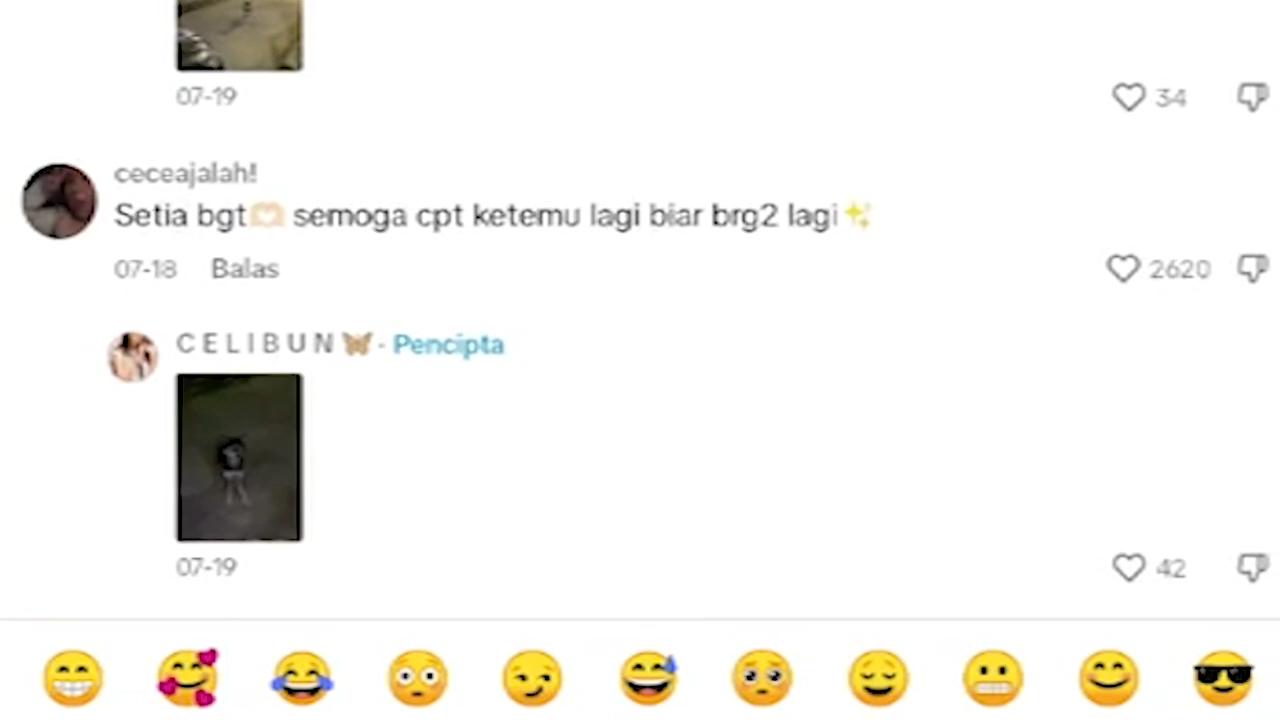 07-19
34
ceceajalah!
Setia bgt🫶🏻 semoga cpt ketemu lagi biar brg2 lagi✨
07-18 Balas
2620
C E L I B U N 🦋 · Pencipta
07-19
42